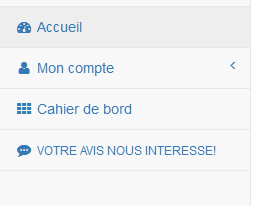 Accueil
Mon compte
Cahier de bord
VOTRE AVIS NOUS INTERESSE!